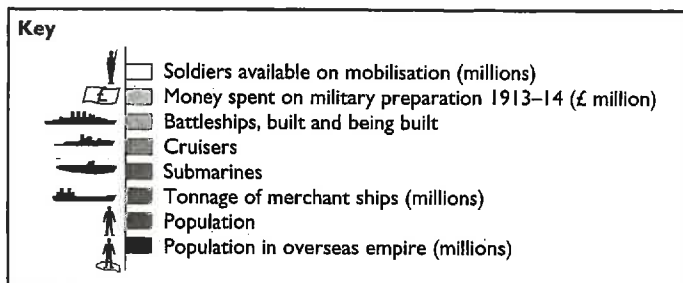 Key
Soldiers available on mobilisation (millions)
£ Money spent on military preparation 1913–14 (£ million)
Battleships, built and being built
Cruisers
Submarines
Tonnage of merchant ships (millions)
Population
Population in overseas empire (millions)